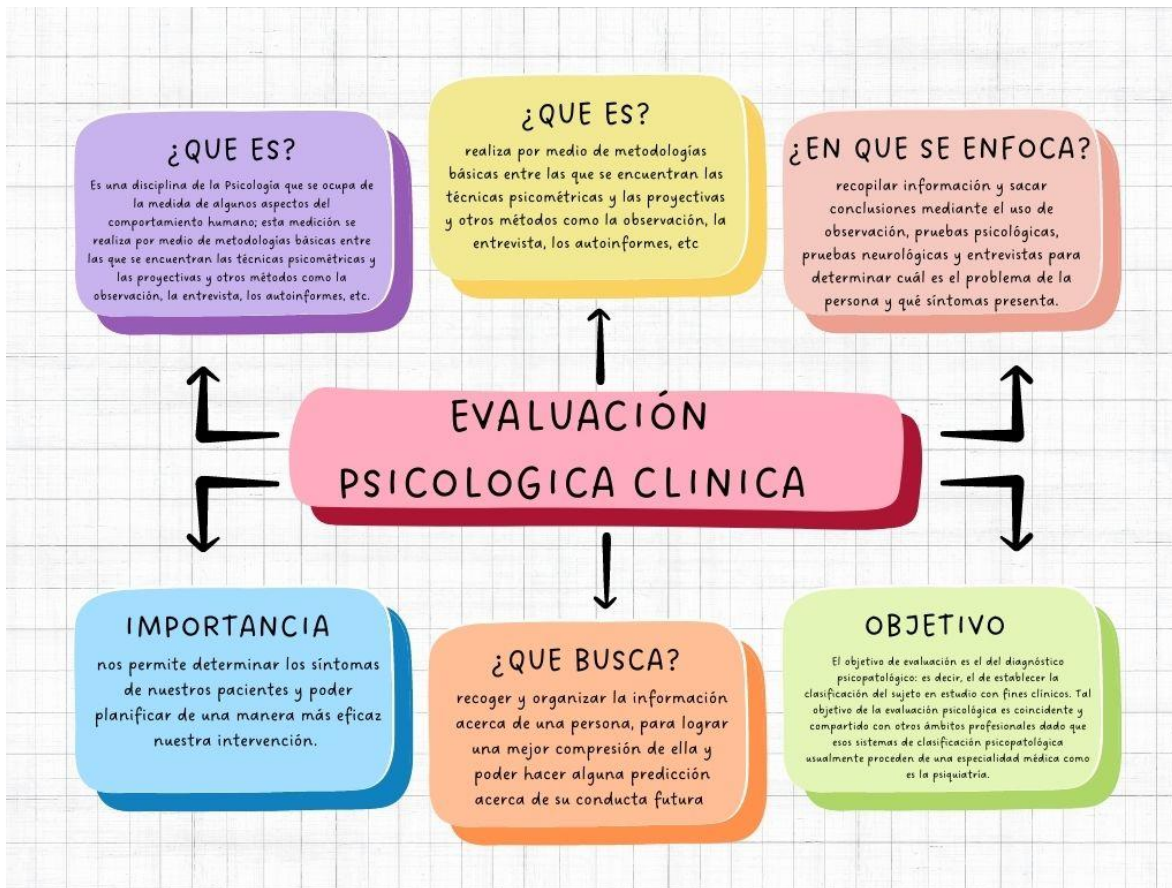 ¿QUE ES?
Es una disciplina de la Psicología que se ocupa de
la medida de algunos aspectos del
comportamiento humano; esta medición se
realiza por medio de metodologías básicas entre
las que se encuentran las técnicas psicométricas y
las proyectivas y otros métodos como la
observación, la entrevista, los autoinformes, etc.
¿QUE ES?
realiza por medio de metodologías
básicas entre las que se encuentran las
técnicas psicométricas y las proyectivas
y otros métodos como la observación, la
entrevista, los autoinformes, etc
¿EN QUE SE ENFOCA?
recopilar información y sacar
conclusiones mediante el uso de
observación, pruebas psicológicas,
pruebas neurológicas y entrevistas para
determinar cuál es el problema de la
persona y qué síntomas presenta.
EVALUACIÓN
PSICOLOGICA CLINICA
IMPORTANCIA
nos permite determinar los síntomas
de nuestros pacientes y poder
planificar de una manera más eficaz
nuestra intervención.
¿QUE BUSCA?
recoger y organizar la información
acerca de una persona, para lograr
una mejor compresión de ella y
poder hacer alguna predicción
acerca de su conducta futura
OBJETIVO
El objetivo de evaluación es el del diagnóstico
psicopatológico: es decir, el de establecer la
clasificación del sujeto en estudio con fines clínicos. Tal
objetivo de la evaluación psicológica es coincidente y
compartido con otros ámbitos profesionales dado que
esos sistemas de clasificación psicopatológica
usualmente proceden de una especialidad médica como
es la psiquiatría.